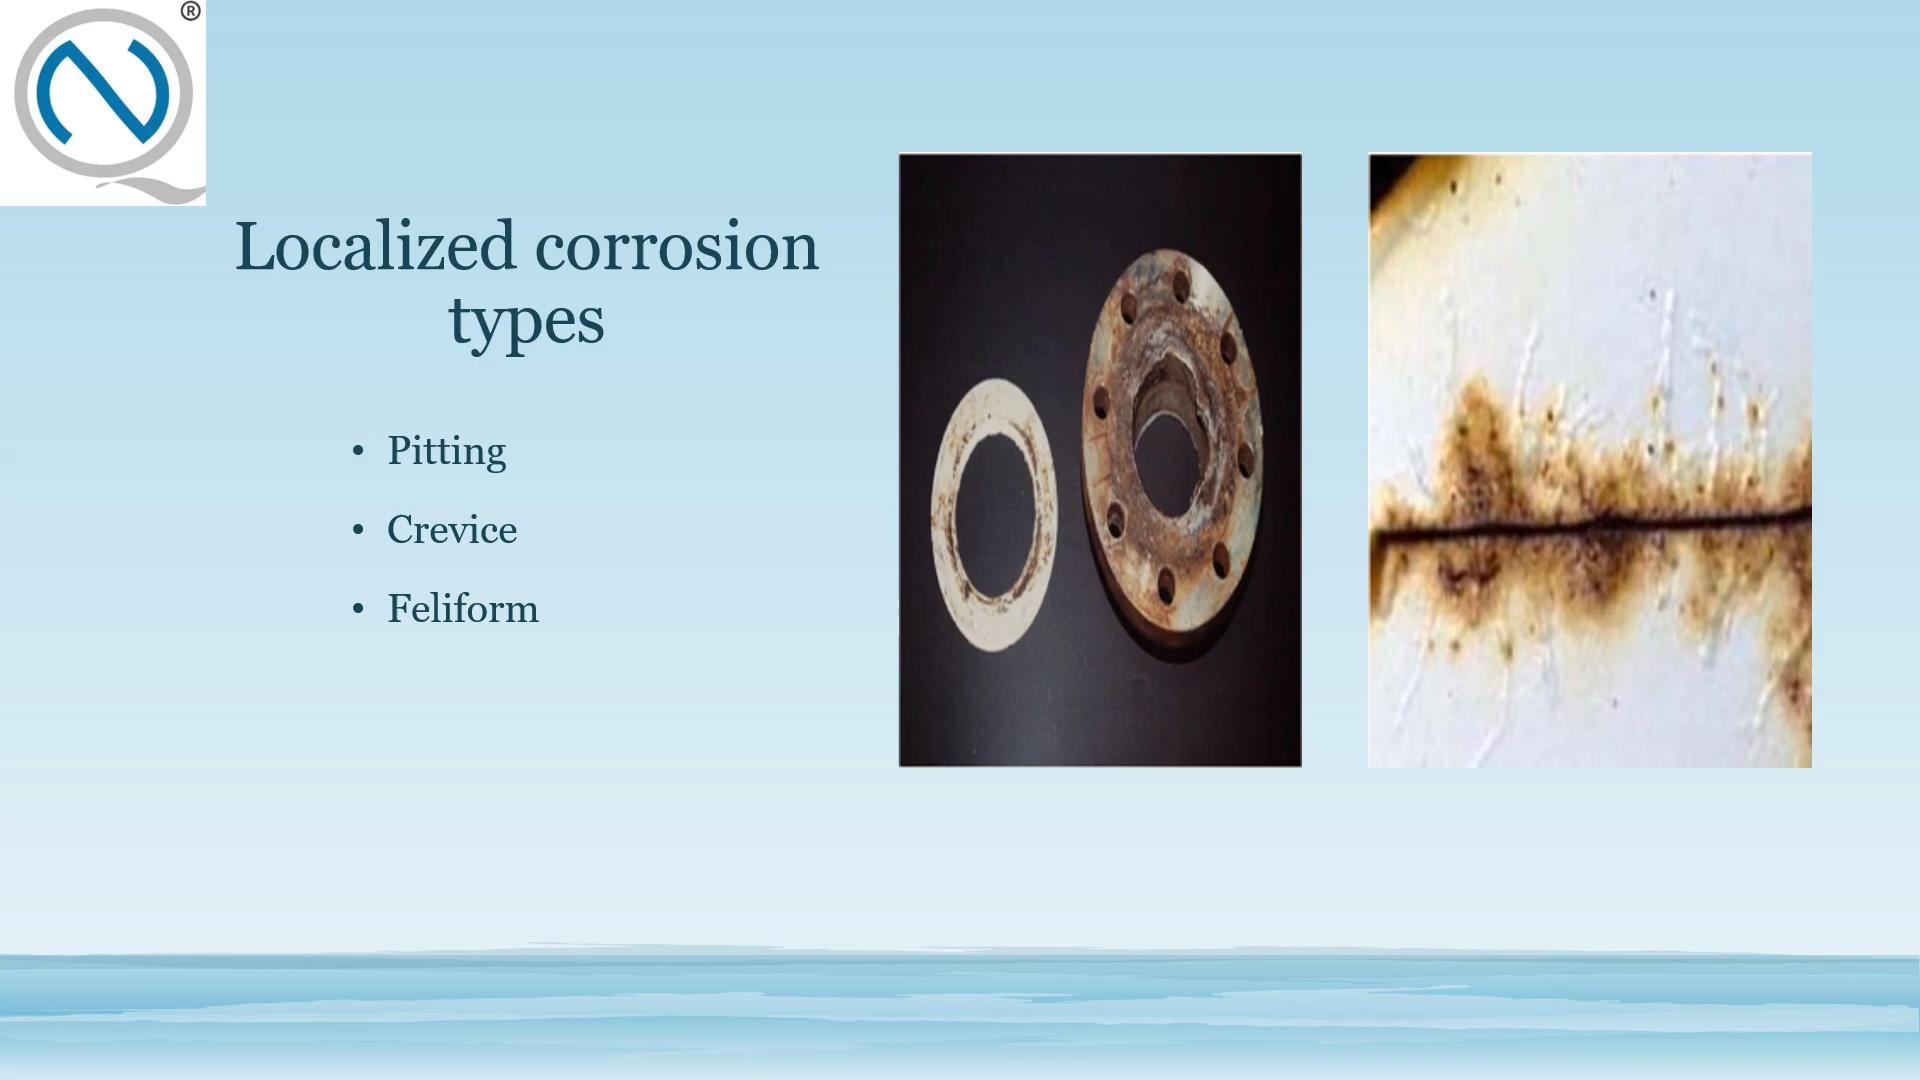 ®
Localized corrosion
types
• Pitting
• Crevice
• Feliform